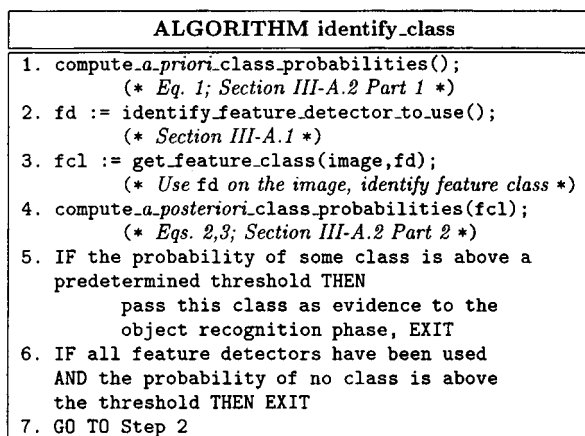 ALGORITHM identify_class
1. compute_a_priori_class_probabilities();
(* Eq. 1; Section III-A.2 Part 1 *)
2. fd := identify_feature_detector_to_use();
(* Section III-A.1 *)
3. fcl := get_feature_class(image,fd);
(* Use fd on the image, identify feature class *)
4. compute_a_posteriori_class_probabilities(fcl);
(* Eqs. 2,3; Section III-A.2 Part 2 *)
5. IF the probability of some class is above a
predetermined threshold THEN
pass this class as evidence to the
object recognition phase, EXIT
6. IF all feature detectors have been used
AND the probability of no class is above
the threshold THEN EXIT
7. GO TO Step 2